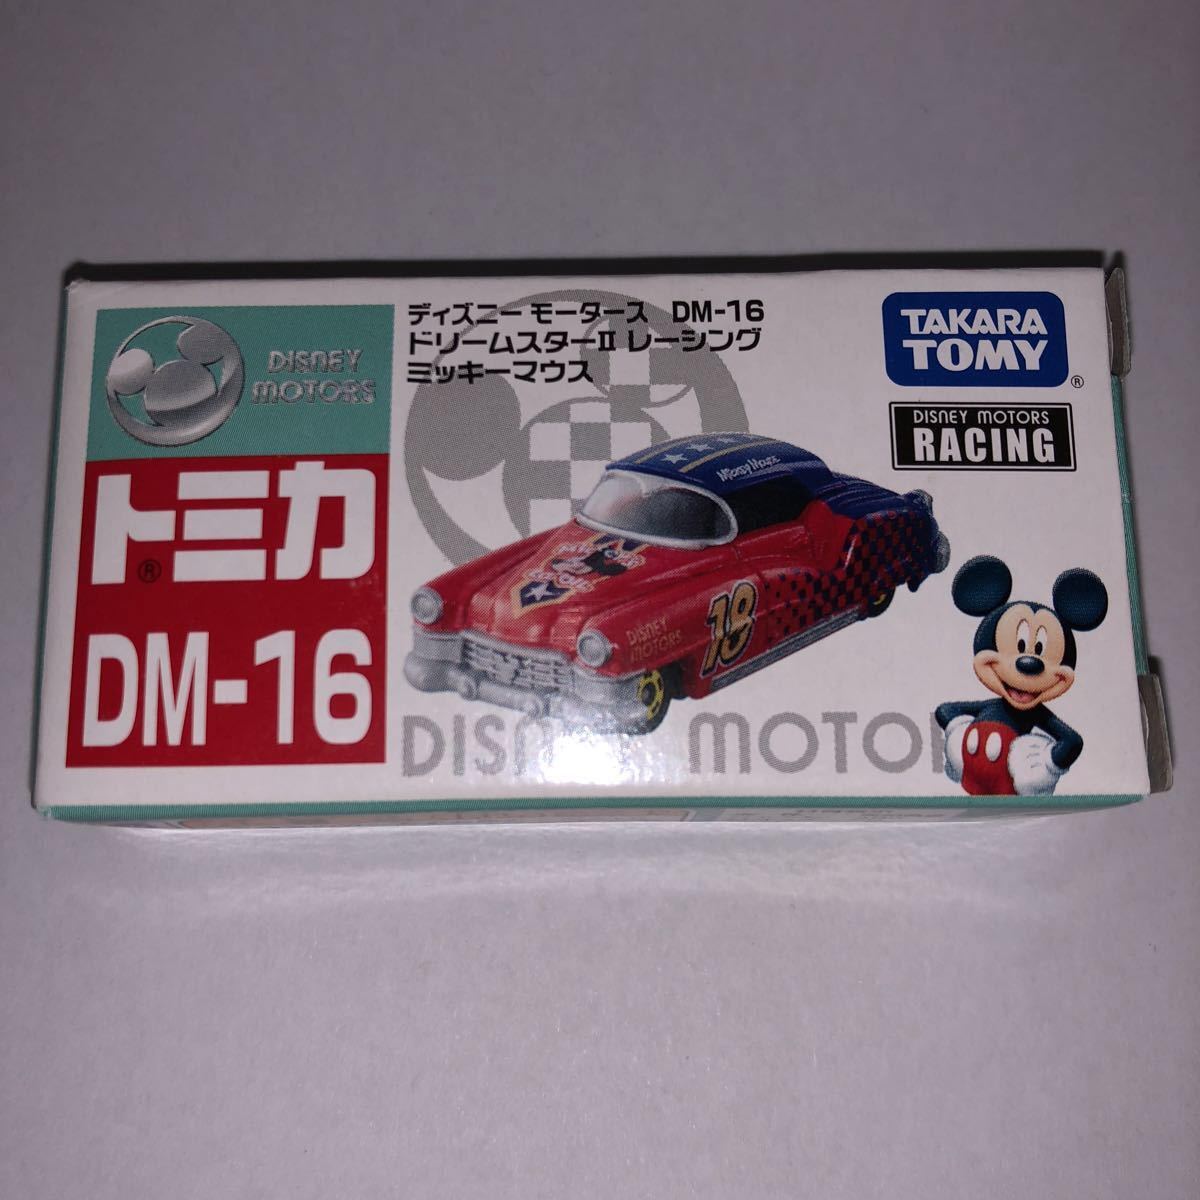 DISNEY
MOTORS
トミカ®
DM-16
ディズニー モータース DM-16
ドリームスターII レーシング
ミッキーマウス
TAKARA
TOMY®
DISNEY MOTORS
RACING
Mickey Mouse
18
DISNEY
MOTORS
DISNEY MOTOR